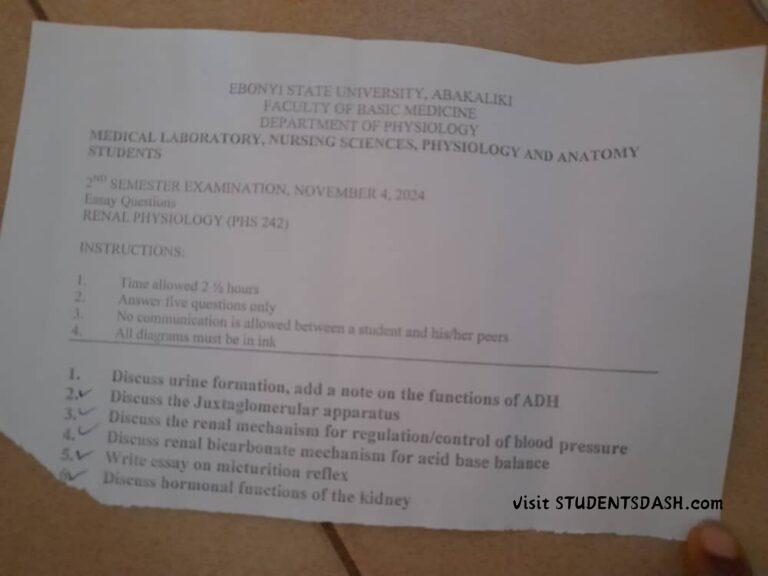 EBONYI STATE UNIVERSITY, ABAKALIKI
FACULTY OF BASIC MEDICINE
DEPARTMENT OF PHYSIOLOGY
MEDICAL LABORATORY, NURSING SCIENCES, PHYSIOLOGY AND ANATOMY
STUDENTS
2ND SEMESTER EXAMINATION, NOVEMBER 4, 2024
Essay Questions
RENAL PHYSIOLOGY (PHS 242)
INSTRUCTIONS:
1. Time allowed 2 ½ hours
2. Answer five questions only
3. No communication is allowed between a student and his/her peers
4. All diagrams must be in ink
1. Discuss urine formation, add a note on the functions of ADH
2. Discuss the Juxtaglomerular apparatus
3. Discuss the renal mechanism for regulation/control of blood pressure
4. Discuss renal bicarbonate mechanism for acid base balance
5. Write essay on micturition reflex
6. Discuss hormonal functions of the kidney
visit STUDENTSDASH.com